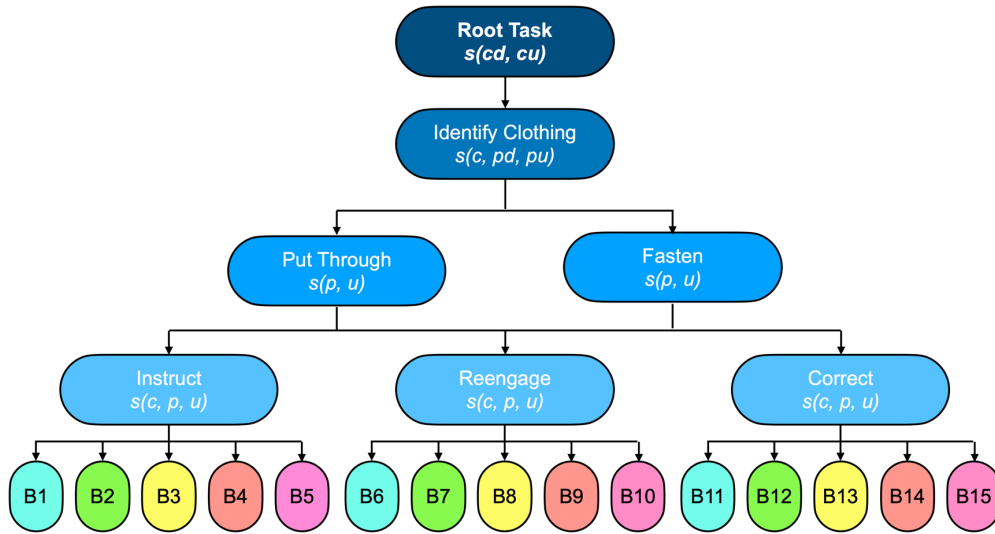 Root Task
s(cd, cu)
Identify Clothing
s(c, pd, pu)
Put Through
s(p, u)
Fasten
s(p, u)
Instruct
s(c, p, u)
Reengage
s(c, p, u)
Correct
s(c, p, u)
B1
B2
B3
B4
B5
B6
B7
B8
B9
B10
B11
B12
B13
B14
B15